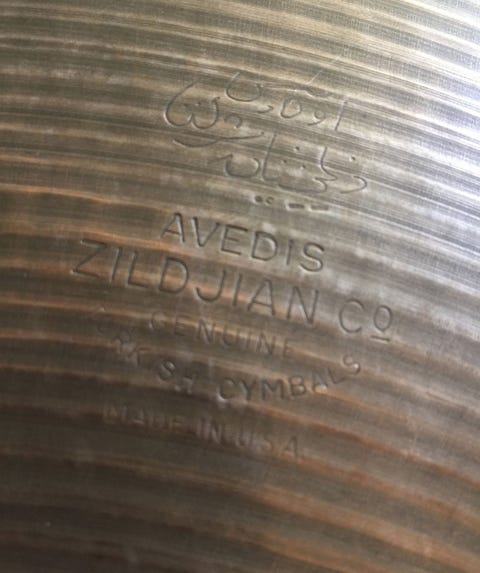 AVEDIS
ZILDJIAN Cº
GENUINE
TURKISH CYMBALS
MADE IN U.S.A.